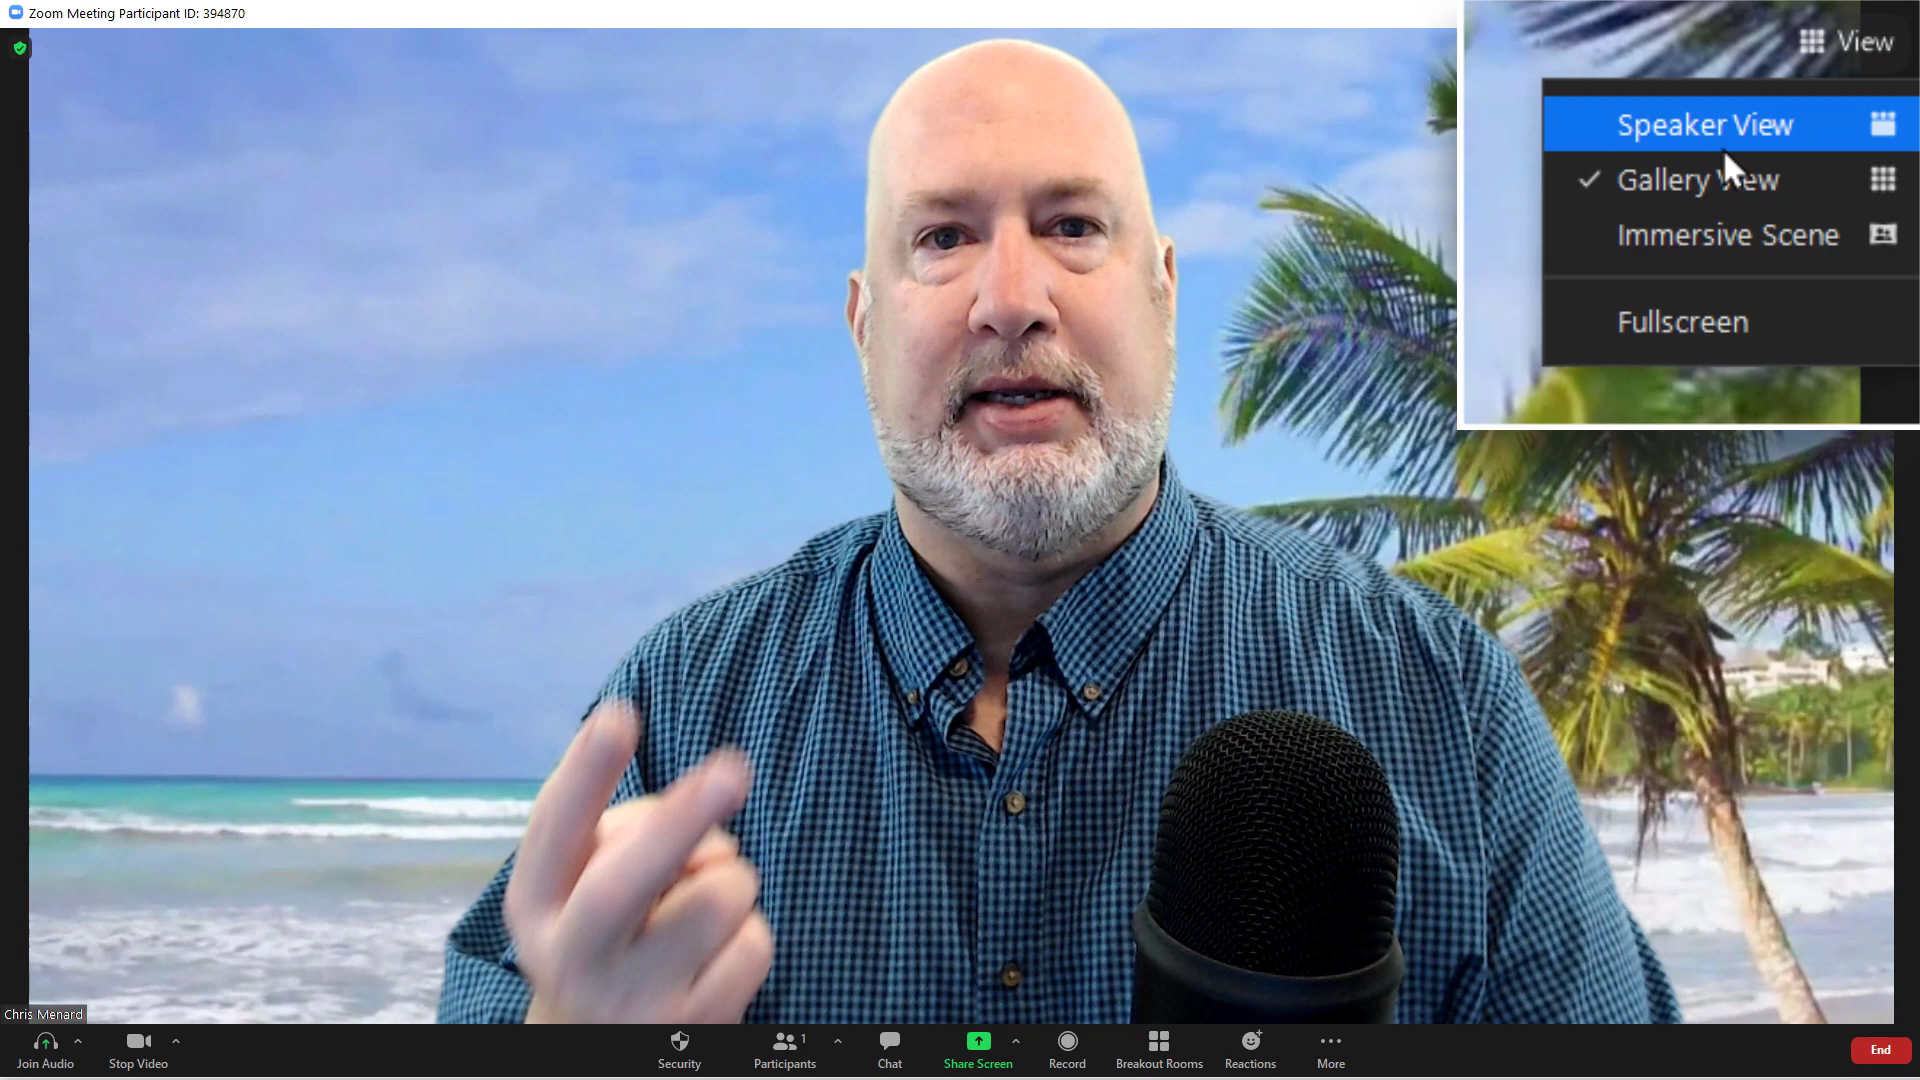 Zoom Meeting Participant ID: 394870
View
Speaker View
Gallery View
Immersive Scene
Fullscreen
Chris Menard
Join Audio
Stop Video
Security
Participants
1
Chat
Share Screen
Record
Breakout Rooms
Reactions
More
End